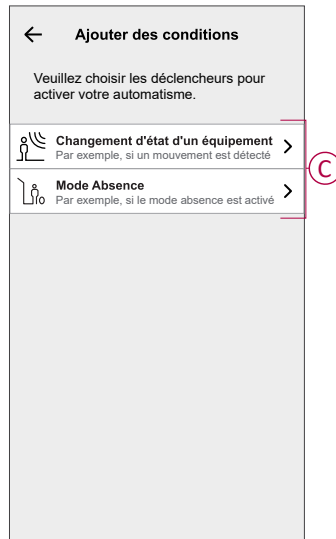 Ajouter des conditions
Veuillez choisir les déclencheurs pour
activer votre automatisme.
Changement d'état d'un équipement
Par exemple, si un mouvement est détecté
Mode Absence
Par exemple, si le mode absence est activé
C